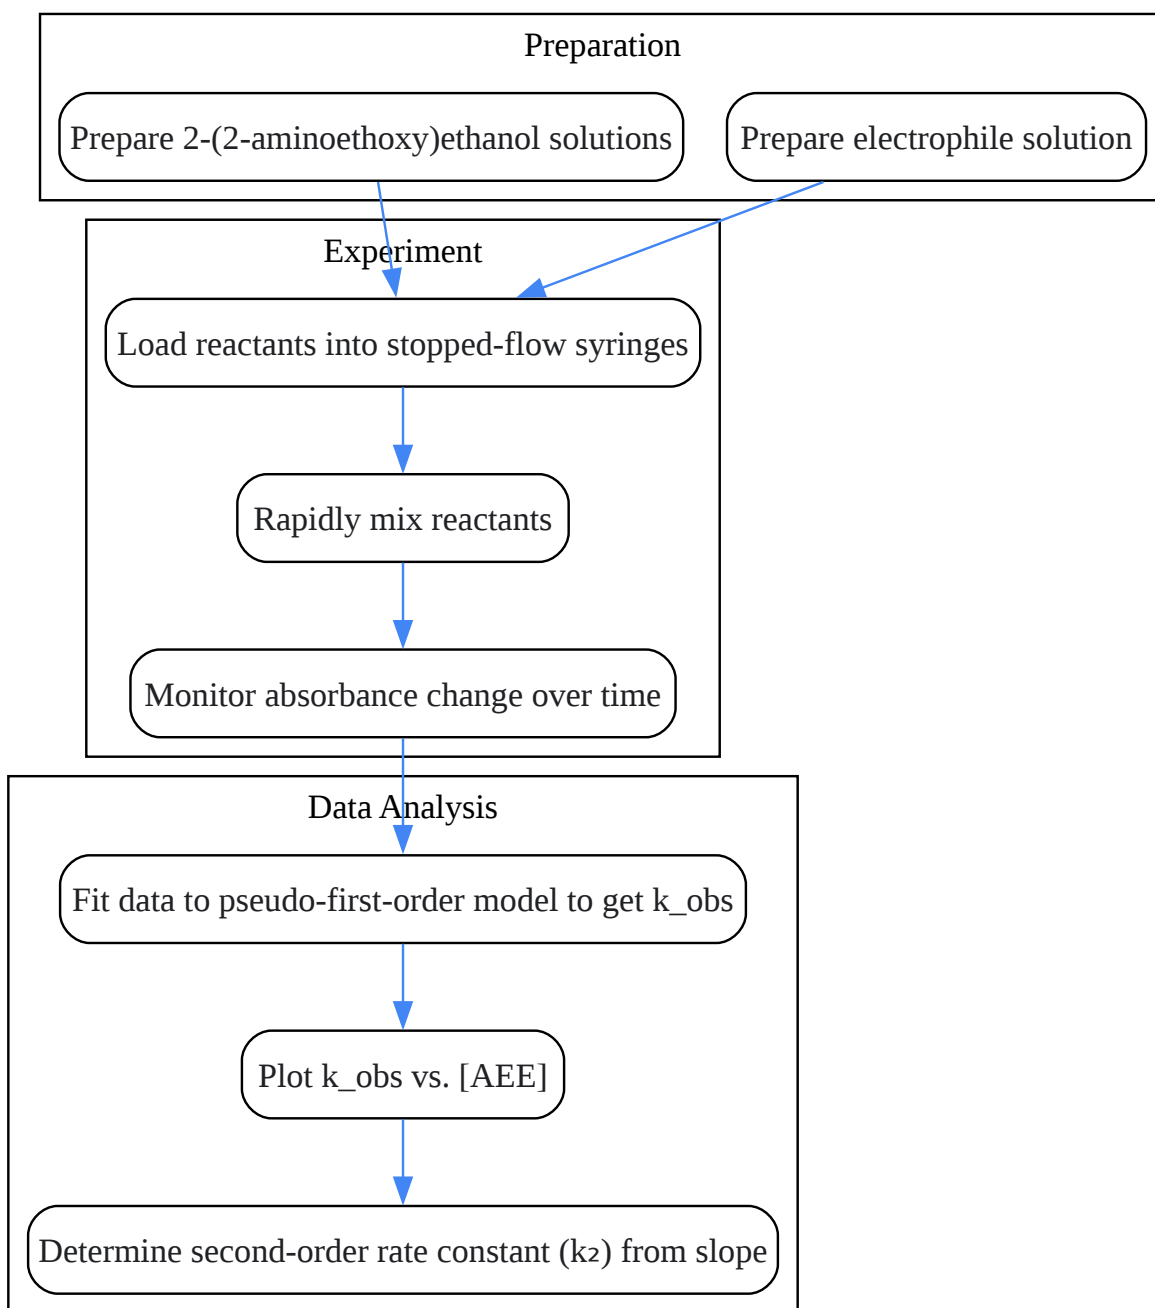 Preparation
Prepare 2-(2-aminoethoxy)ethanol solutions
Prepare electrophile solution
Experiment
Load reactants into stopped-flow syringes
Rapidly mix reactants
Monitor absorbance change over time
Data Analysis
Fit data to pseudo-first-order model to get k_obs
Plot k_obs vs. [AEE]
Determine second-order rate constant (k₂) from slope